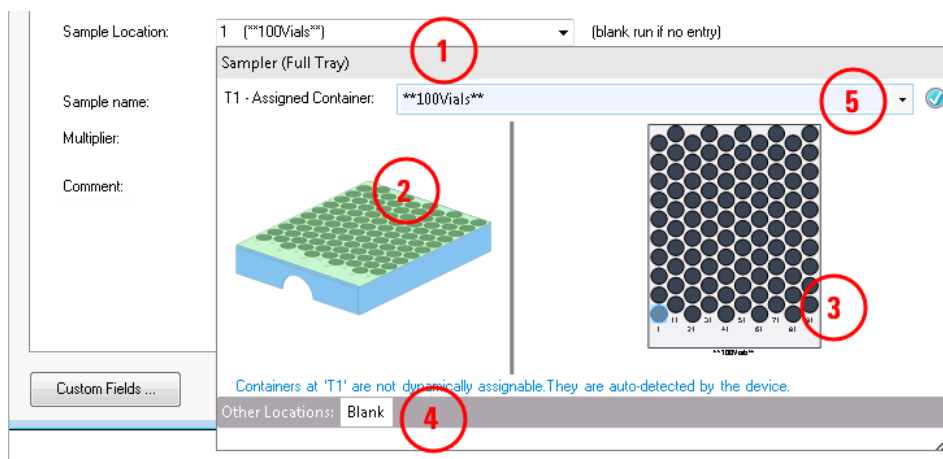 Sample Location:
1 (**100Vials**)
(blank run if no entry)
1
Sampler (Full Tray)
Sample name:
T1 - Assigned Container:
**100Vials**
5
Multiplier:
Comment:
2
3
11 31 51 71 91
1 21 41 61 81
**100Vials**
Custom Fields ...
Containers at 'T1' are not dynamically assignable.They are auto-detected by the device.
Other Locations: Blank
4